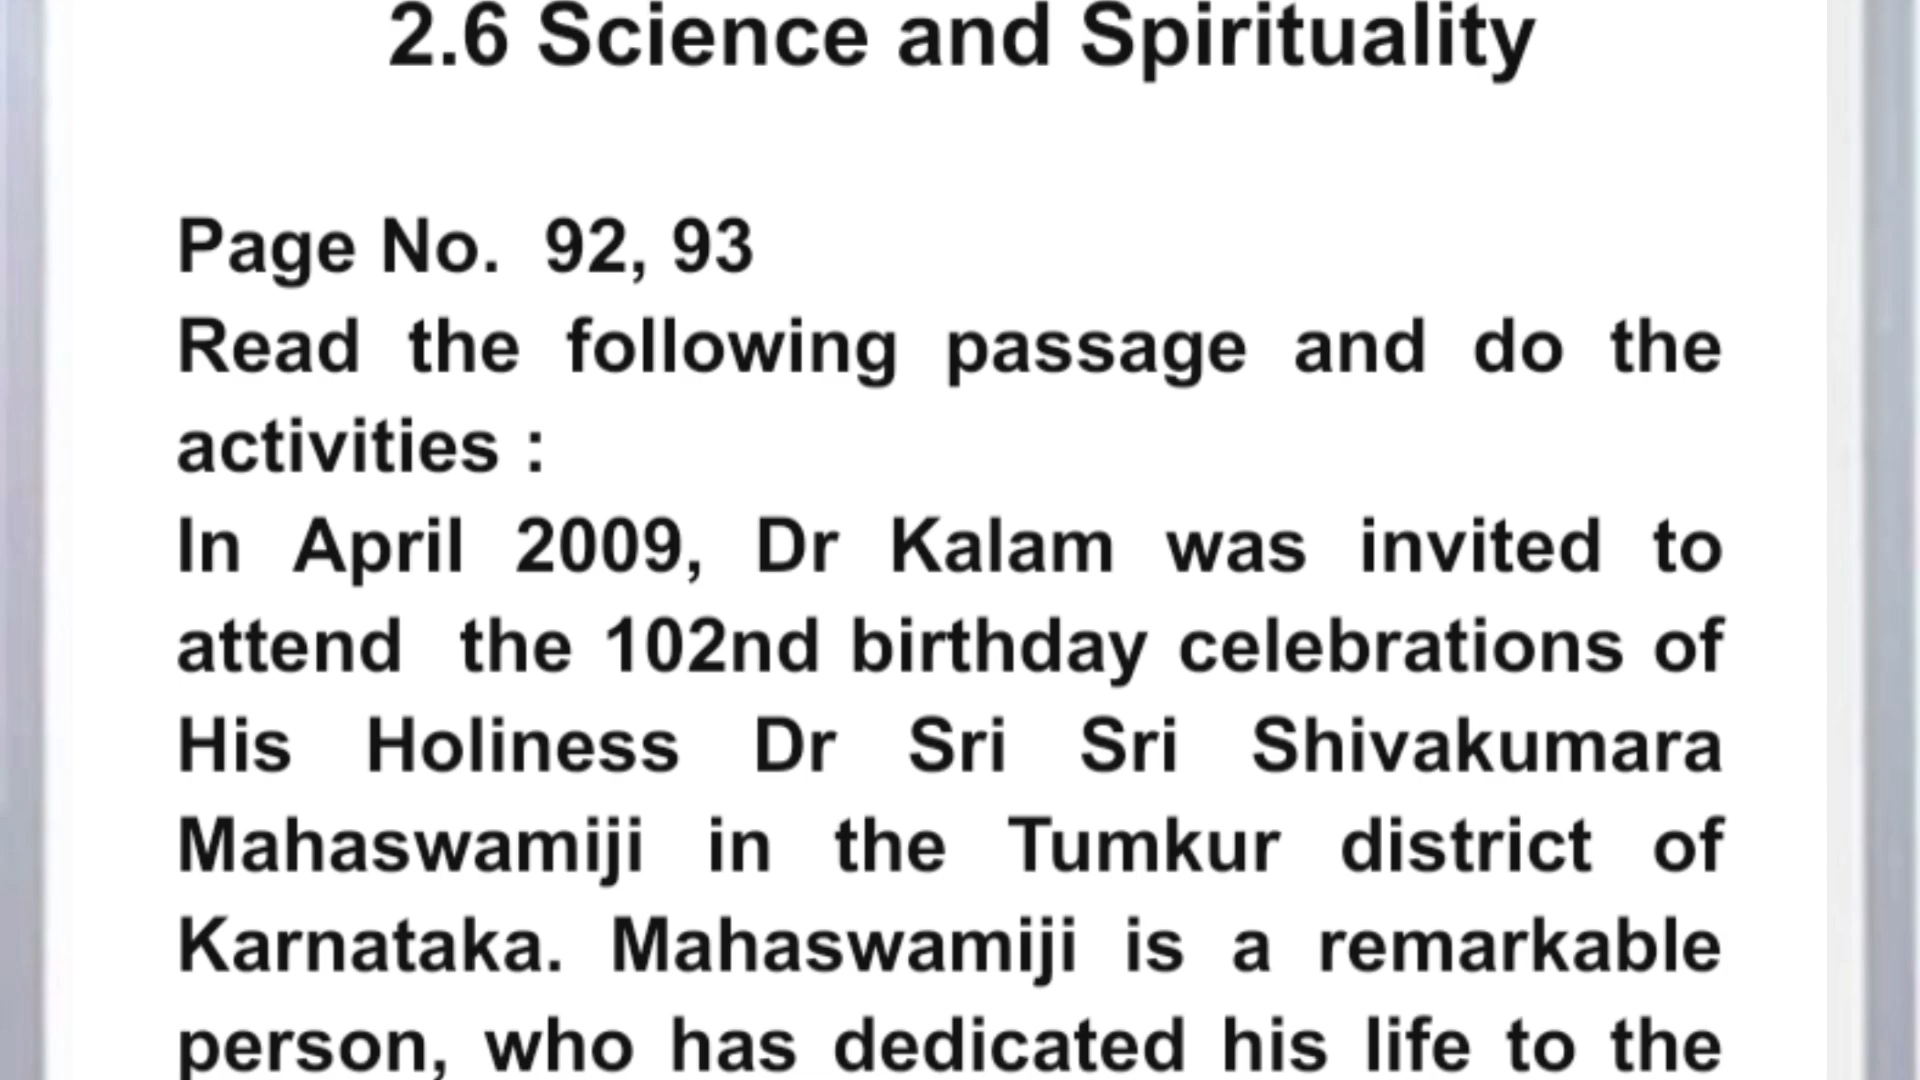 2.6 Science and Spirituality
Page No. 92, 93
Read the following passage and do the
activities :
In April 2009, Dr Kalam was invited to
attend the 102nd birthday celebrations of
His Holiness Dr Sri Sri Shivakumara
Mahaswamiji in the Tumkur district of
Karnataka. Mahaswamiji is a remarkable
person, who has dedicated his life to the